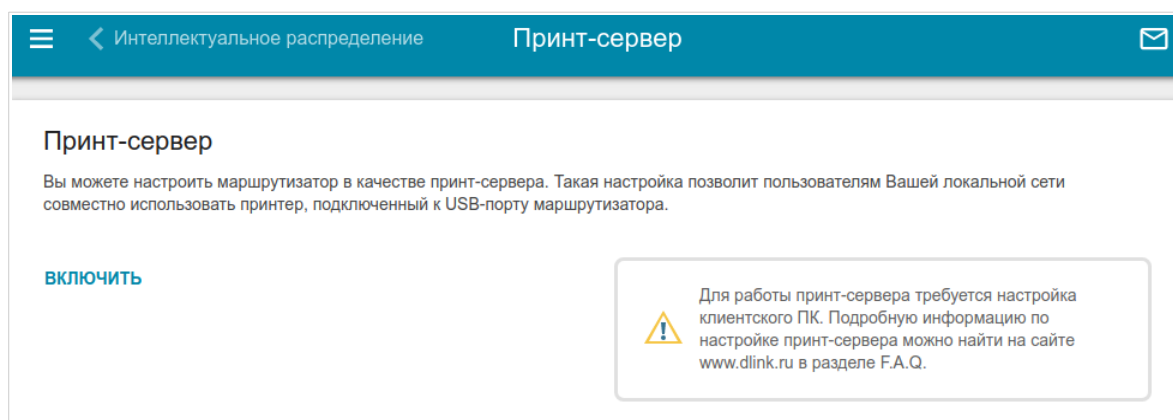 Интеллектуальное распределение
Принт-сервер
Принт-сервер
Вы можете настроить маршрутизатор в качестве принт-сервера. Такая настройка позволит пользователям Вашей локальной сети
совместно использовать принтер, подключенный к USB-порту маршрутизатора.
ВКЛЮЧИТЬ
Для работы принт-сервера требуется настройка
клиентского ПК. Подробную информацию по
настройке принт-сервера можно найти на сайте
www.dlink.ru в разделе F.A.Q.